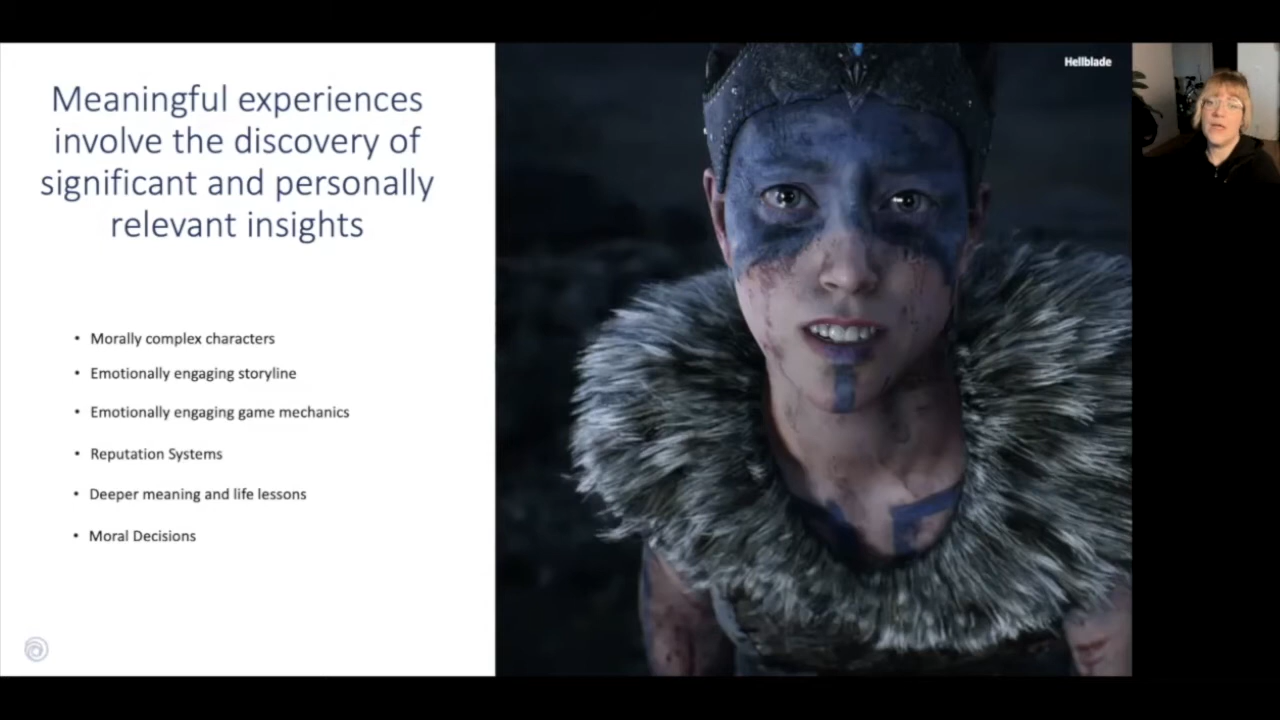 Meaningful experiences
involve the discovery of
significant and personally
relevant insights
• Morally complex characters
• Emotionally engaging storyline
• Emotionally engaging game mechanics
• Reputation Systems
• Deeper meaning and life lessons
• Moral Decisions
Hellblade